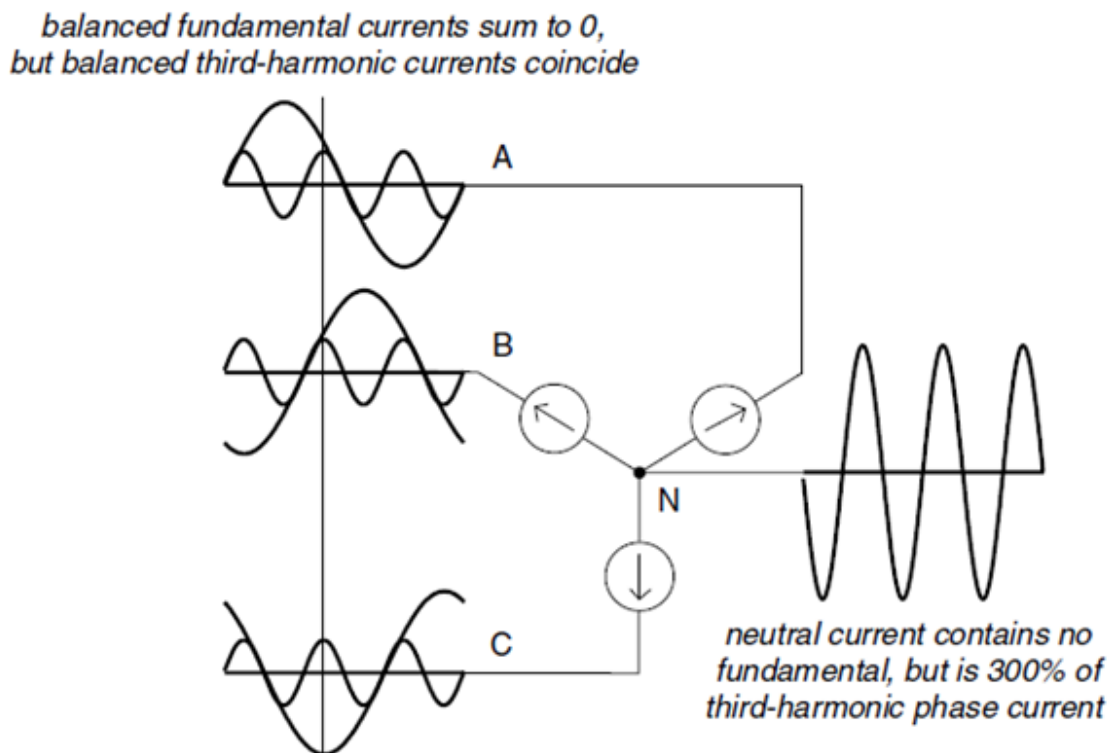 balanced fundamental currents sum to 0,
but balanced third-harmonic currents coincide
A
B
N
C
neutral current contains no
fundamental, but is 300% of
third-harmonic phase current